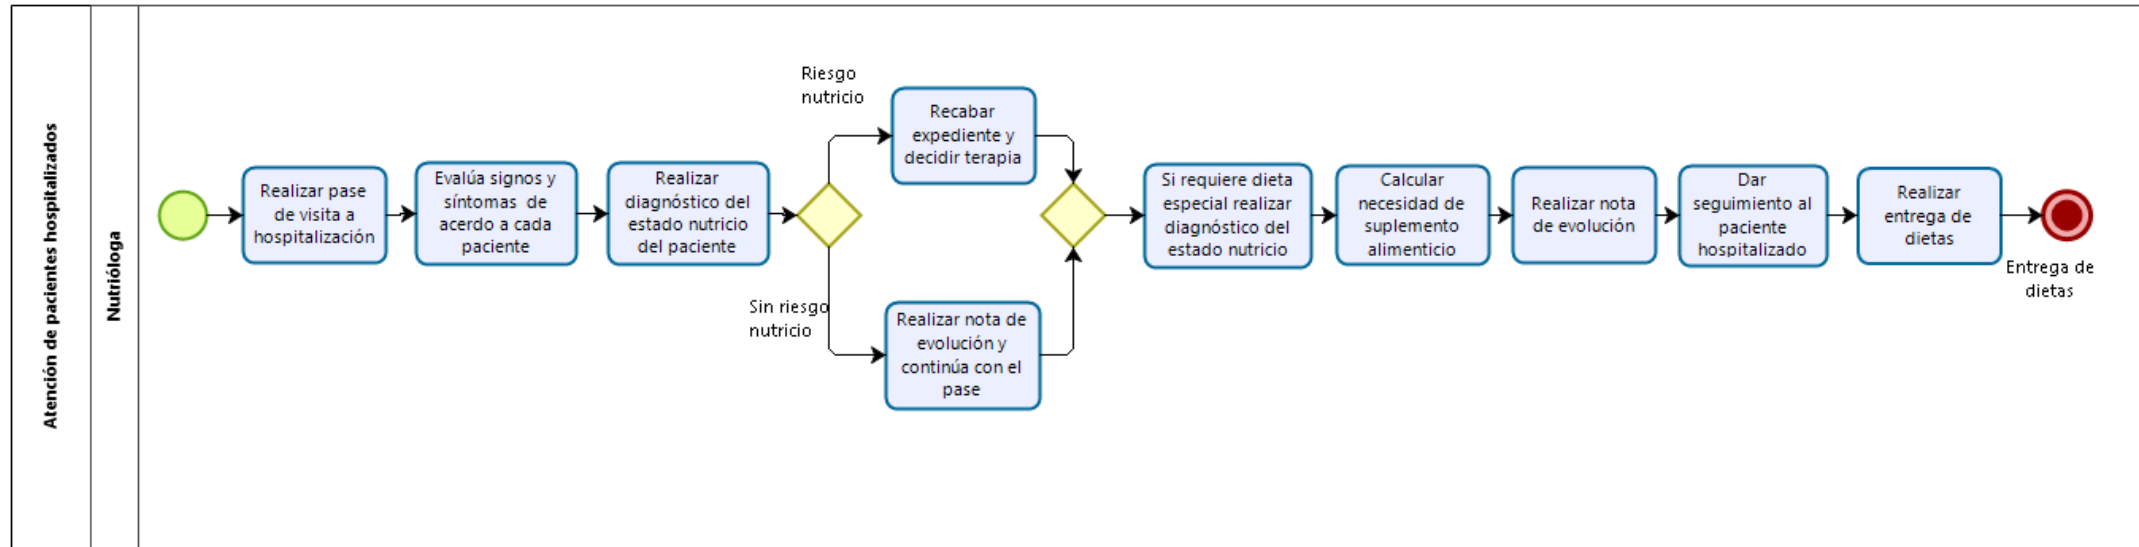 Atención de pacientes hospitalizados
Nutrióloga
Realizar pase
de visita a
hospitalización
Evalúa signos y
síntomas de
acerdo a cada
paciente
Realizar
diagnóstico del
estado nutricio
del paciente
Riesgo
nutricio
Recabar
expediente y
decidir terapia
Sin riesgo
nutricio
Realizar nota de
evolución y
continúa con el
pase
Si requiere dieta
especial realizar
diagnóstico del
estado nutricio
Calcular
necesidad de
suplemento
alimenticio
Realizar nota
de evolución
Dar
seguimiento al
paciente
hospitalizado
Realizar
entrega de
dietas
Entrega de
dietas